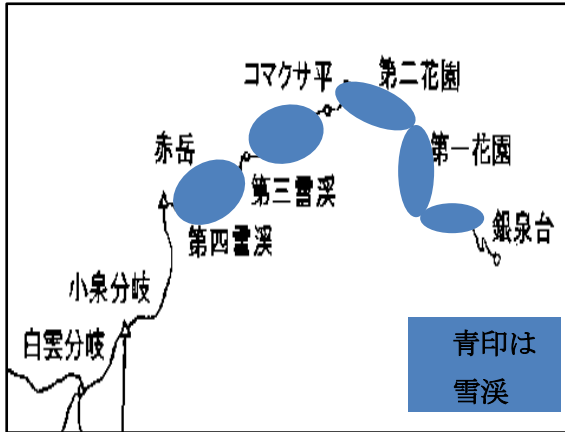 コマクサ平
第二花園
赤岳
第一花園
第三雪渓
銀泉台
第四雪渓
小泉分岐
白雲分岐
青印は
雪渓